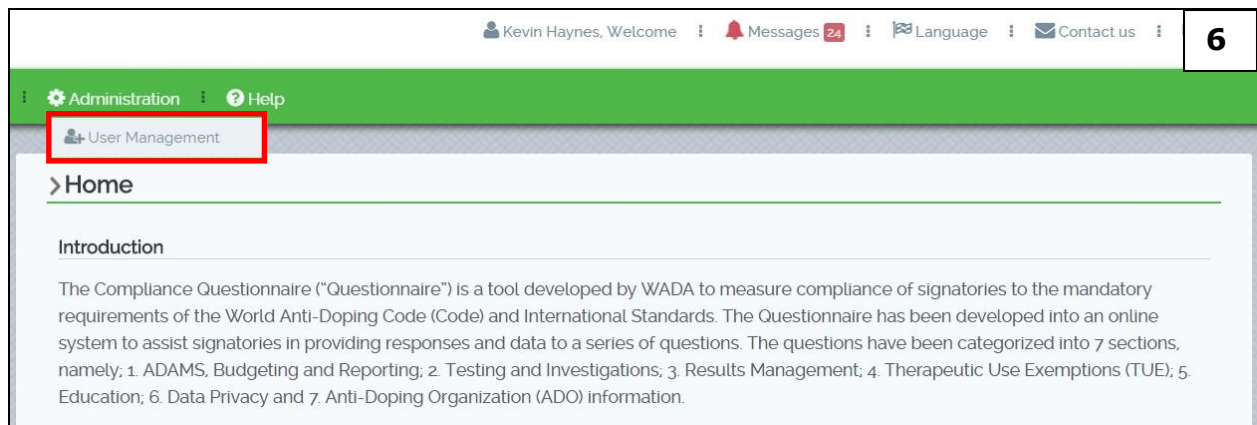 Kevin Haynes, Welcome Messages 24 Language Contact us
6
Administration Help
User Management
>Home
Introduction
The Compliance Questionnaire ("Questionnaire") is a tool developed by WADA to measure compliance of signatories to the mandatory
requirements of the World Anti-Doping Code (Code) and International Standards. The Questionnaire has been developed into an online
system to assist signatories in providing responses and data to a series of questions. The questions have been categorized into 7 sections,
namely; 1. ADAMS, Budgeting and Reporting; 2. Testing and Investigations; 3. Results Management; 4. Therapeutic Use Exemptions (TUE); 5.
Education; 6. Data Privacy and 7. Anti-Doping Organization (ADO) information.